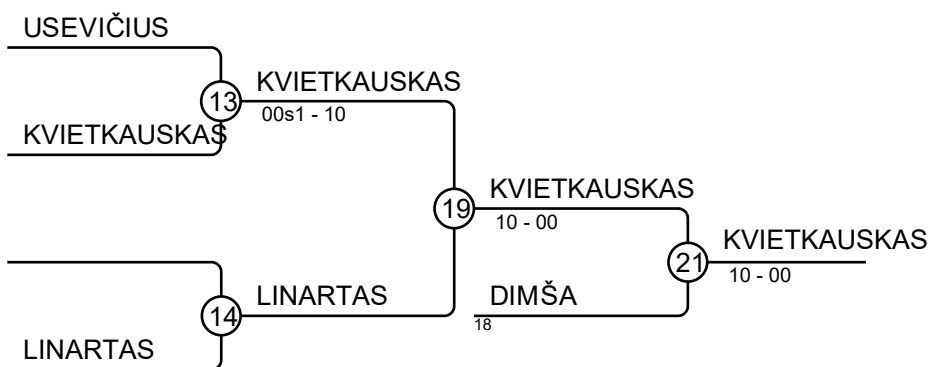 USEVIČIUS
13
KVIETKAUSKAS
00s1 - 10
KVIETKAUSKAS
19
KVIETKAUSKAS
10 - 00
21
KVIETKAUSKAS
10 - 00
14
LINARTAS
DIMŠA
18
LINARTAS